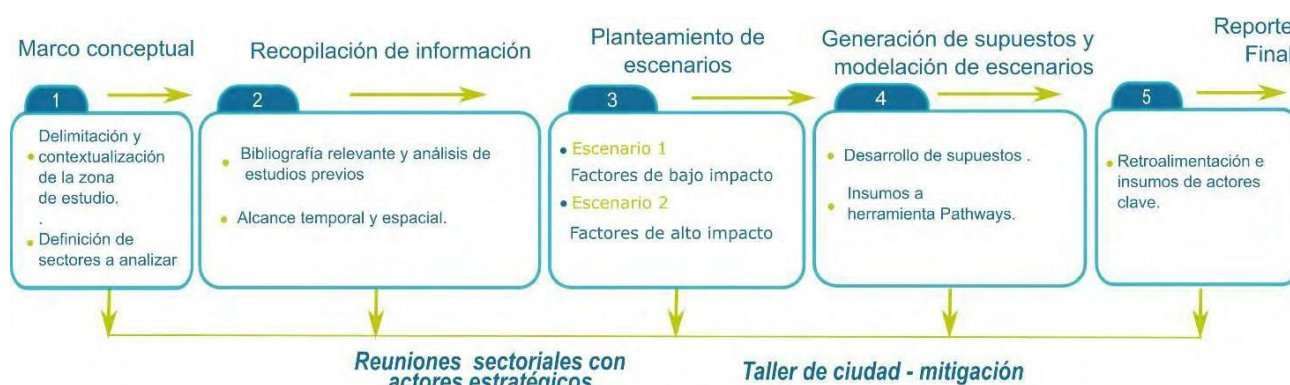 Marco conceptual
Recopilación de información
Planteamiento de
escenarios
Generación de supuestos y
modelación de escenarios
Reporte
Final
1
Delimitación y
contextualización
de la zona
de estudio.
.
Definición de
sectores a analizar
2
Bibliografía relevante y análisis de
estudios previos
Alcance temporal y espacial.
3
Escenario 1
Factores de bajo impacto
Escenario 2
Factores de alto impacto
4
Desarrollo de supuestos .
Insumos a
herramienta Pathways.
5
Retroalimentación e
insumos de actores
clave.
Reuniones sectoriales con
actores estratégicos
Taller de ciudad - mitigación